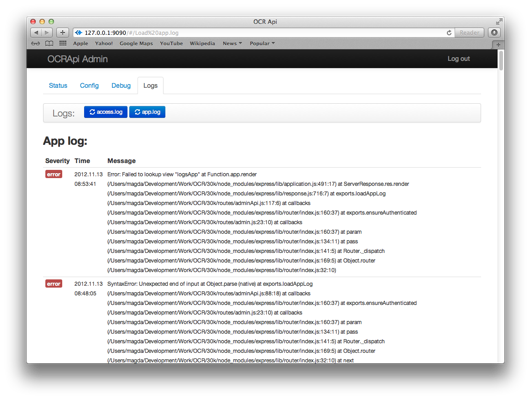 OCR Api
127.0.0.1:9090/#/Load%20app.log
Reader
Apple Yahoo! Google Maps YouTube Wikipedia News Popular
OCRApi Admin
Log out
Status Config Debug Logs
Logs: access.log app.log
App log:
Severity Time Message
error 2012.11.13 Error: Failed to lookup view "logsApp" at Function.app.render
08:53:41 (/Users/magda/Development/Work/OCR/30k/node_modules/express/lib/application.js:491:17) at ServerResponse.res.render
(/Users/magda/Development/Work/OCR/30k/node_modules/express/lib/response.js:716:7) at exports.loadAppLog
(/Users/magda/Development/Work/OCR/30k/routes/adminApi.js:117:6) at callbacks
(/Users/magda/Development/Work/OCR/30k/node_modules/express/lib/router/index.js:160:37) at exports.ensureAuthenticated
(/Users/magda/Development/Work/OCR/30k/routes/admin.js:23:10) at callbacks
(/Users/magda/Development/Work/OCR/30k/node_modules/express/lib/router/index.js:160:37) at param
(/Users/magda/Development/Work/OCR/30k/node_modules/express/lib/router/index.js:134:11) at pass
(/Users/magda/Development/Work/OCR/30k/node_modules/express/lib/router/index.js:141:5) at Router._dispatch
(/Users/magda/Development/Work/OCR/30k/node_modules/express/lib/router/index.js:169:5) at Object.router
(/Users/magda/Development/Work/OCR/30k/node_modules/express/lib/router/index.js:32:10)
error 2012.11.13 SyntaxError: Unexpected end of input at Object.parse (native) at exports.loadAppLog
08:48:05 (/Users/magda/Development/Work/OCR/30k/routes/adminApi.js:88:18) at callbacks
(/Users/magda/Development/Work/OCR/30k/node_modules/express/lib/router/index.js:160:37) at exports.ensureAuthenticated
(/Users/magda/Development/Work/OCR/30k/routes/admin.js:23:10) at callbacks
(/Users/magda/Development/Work/OCR/30k/node_modules/express/lib/router/index.js:160:37) at param
(/Users/magda/Development/Work/OCR/30k/node_modules/express/lib/router/index.js:134:11) at pass
(/Users/magda/Development/Work/OCR/30k/node_modules/express/lib/router/index.js:141:5) at Router._dispatch
(/Users/magda/Development/Work/OCR/30k/node_modules/express/lib/router/index.js:169:5) at Object.router
(/Users/magda/Development/Work/OCR/30k/node_modules/express/lib/router/index.js:32:10) at next